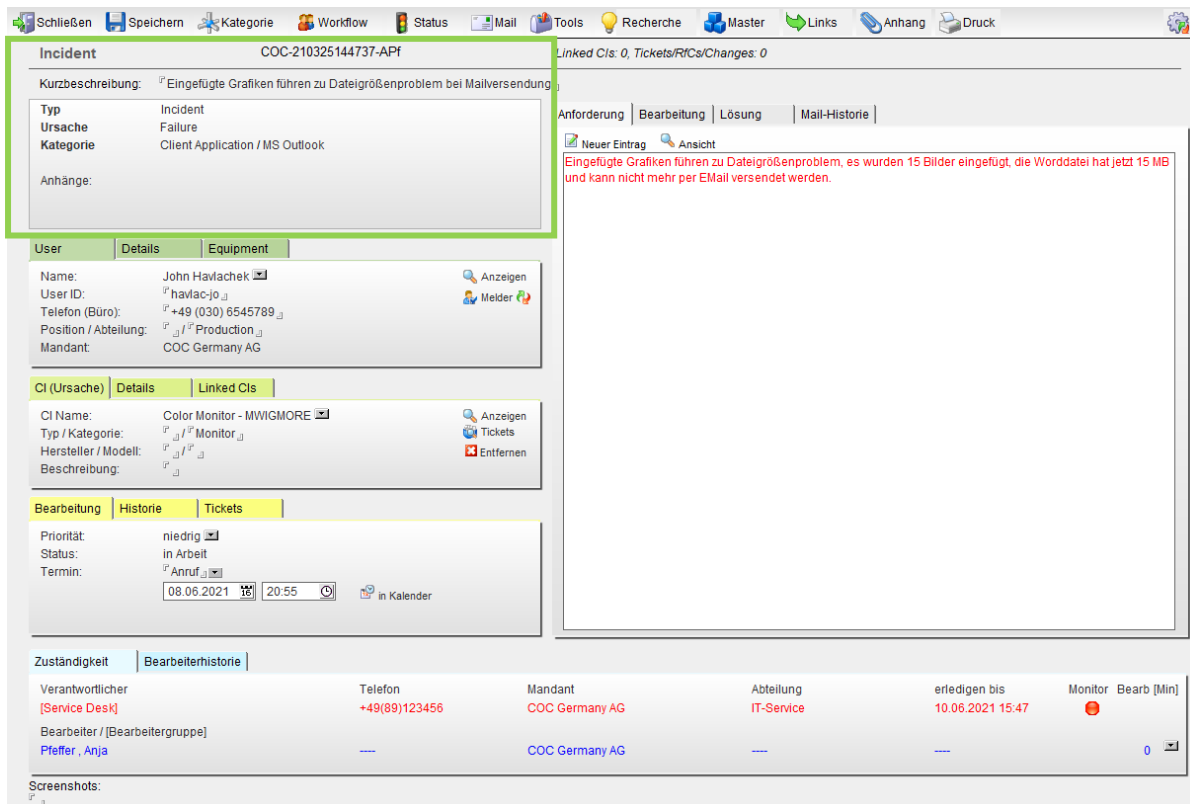 Schließen Speichern Kategorie Workflow Status Mail Tools Recherche Master Links Anhang Druck
Incident COC-210325144737-APf
Linked CIs: 0, Tickets/RfCs/Changes: 0
Kurzbeschreibung: Eingefügte Grafiken führen zu Dateigrößenproblem bei Mailversendung
Typ Incident
Ursache Failure
Kategorie Client Application / MS Outlook
Anhänge:
Anforderung Bearbeitung Lösung Mail-Historie
Neuer Eintrag Ansicht
Eingefügte Grafiken führen zu Dateigrößenproblem, es wurden 15 Bilder eingefügt, die Worddatei hat jetzt 15 MB
und kann nicht mehr per EMail versendet werden.
User Details Equipment
Name: John Havlachek Anzeigen
User ID: havlac-jo Melder
Telefon (Büro): +49 (030) 6545789
Position / Abteilung: / Production
Mandant: COC Germany AG
CI (Ursache) Details Linked CIs
CI Name: Color Monitor - MWIGMORE Anzeigen
Typ / Kategorie: / Monitor Tickets
Hersteller / Modell: / Entfernen
Beschreibung:
Bearbeitung Historie Tickets
Priorität: niedrig
Status: in Arbeit
Termin: Anruf
08.06.2021 16 20:55 in Kalender
Zuständigkeit Bearbeiterhistorie
Verantwortlicher Telefon Mandant Abteilung erledigen bis Monitor Bearb [Min]
[Service Desk] +49(89)123456 COC Germany AG IT-Service 10.06.2021 15:47
Bearbeiter / [Bearbeitergruppe]
Pfeffer , Anja ---- COC Germany AG ---- ---- 0
Screenshots: